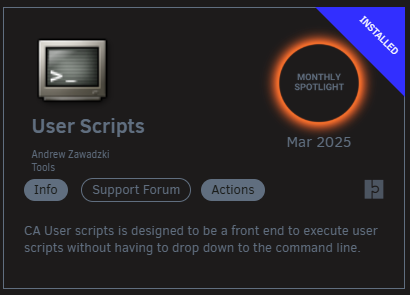 INSTALLED
>_
MONTHLY
SPOTLIGHT
User Scripts
Mar 2025
Andrew Zawadzki
Tools
Info
Support Forum
Actions
CA User scripts is designed to be a front end to execute user
scripts without having to drop down to the command line.